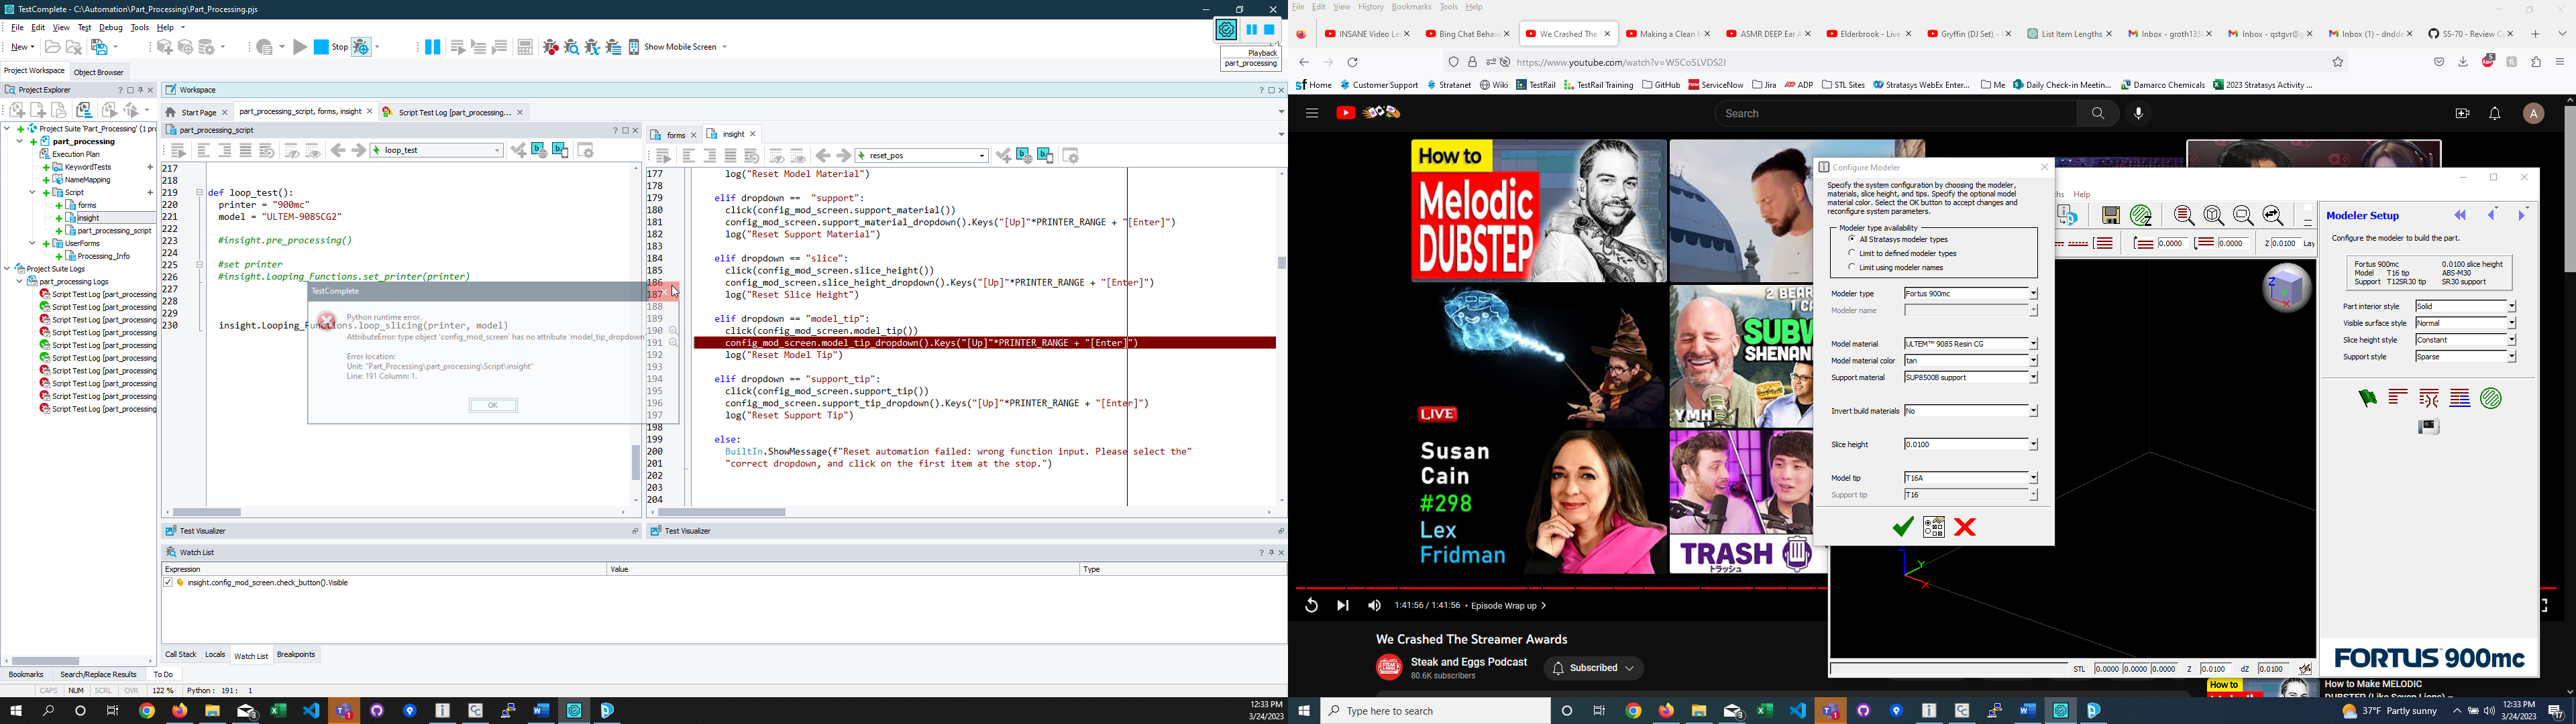 TestComplete - C:\Automation\Part_Processing\Part_Processing.pjs
File Edit View Test Debug Tools Help
New Stop Show Mobile Screen
Playback
part_processing
Project Workspace Object Browser
Project Explorer
Project Suite 'Part_Processing' (1 pr
part_processing
Execution Plan
KeywordTests
NameMapping
Script
forms
insight
part_processing_script
UserForms
Processing_Info
Project Suite Logs
part_processing Logs
Script Test Log [part_processing
Script Test Log [part_processing
Script Test Log [part_processing
Script Test Log [part_processing
Script Test Log [part_processing
Script Test Log [part_processing
Script Test Log [part_processing
Script Test Log [part_processing
Script Test Log [part_processing
Script Test Log [part_processing
Workspace
Start Page part_processing_script, forms, insight Script Test Log [part_processing...
part_processing_script
loop_test
217
218
219 def loop_test():
220 printer = "900mc"
221 model = "ULTEM-9085CG2"
222
223 #insight.pre_processing()
224
225 #set printer
226 #insight.Looping_Functions.set_printer(printer)
227
228
229
230 insight.Looping_Functions.loop_slicing(printer, model)
TestComplete
Python runtime error.
AttributeError: type object 'config_mod_screen' has no attribute 'model_tip_dropdown
Error location:
Unit: "Part_Processing\part_processing\Script\insight"
Line: 191 Column: 1.
OK
forms insight
reset_pos
177 log("Reset Model Material")
178
179 elif dropdown == "support":
180 click(config_mod_screen.support_material())
181 config_mod_screen.support_material_dropdown().Keys("[Up]"*PRINTER_RANGE + "[Enter]")
182 log("Reset Support Material")
183
184 elif dropdown == "slice":
185 click(config_mod_screen.slice_height())
186 config_mod_screen.slice_height_dropdown().Keys("[Up]"*PRINTER_RANGE + "[Enter]")
187 log("Reset Slice Height")
188
189 elif dropdown == "model_tip":
190 click(config_mod_screen.model_tip())
191 config_mod_screen.model_tip_dropdown().Keys("[Up]"*PRINTER_RANGE + "[Enter]")
192 log("Reset Model Tip")
193
194 elif dropdown == "support_tip":
195 click(config_mod_screen.support_tip())
196 config_mod_screen.support_tip_dropdown().Keys("[Up]"*PRINTER_RANGE + "[Enter]")
197 log("Reset Support Tip")
198
199 else:
200 BuiltIn.ShowMessage(f"Reset automation failed: wrong function input. Please select the"
201 "correct dropdown, and click on the first item at the stop.")
202
203
204
Test Visualizer Test Visualizer
Watch List
Expression Value Type
insight.config_mod_screen.check_button().Visible
Call Stack Locals Watch List Breakpoints
Bookmarks Search/Replace Results To Do
CAPS NUM SCRL OVR 122 % Python: 191: 1
12:33 PM
3/24/2023
File Edit View History Bookmarks Tools Help
INSANE Video Le Bing Chat Behavi We Crashed The Making a Clean M ASMR DEEP Ear A Elderbrook - Live Gryffin (DJ Set) - List Item Lengths Inbox - groth135 Inbox - qstgvr@g Inbox (1) - dndde SS-70 - Review C
https://www.youtube.com/watch?v=W5Co5LVDS2I
Home Customer Support Stratanet Wiki TestRail TestRail Training GitHub ServiceNow Jira ADP STL Sites Stratasys WebEx Enter... Me Daily Check-in Meetin... Damarco Chemicals 2023 Stratasys Activity ...
Search
A
How to
Melodic
DUBSTEP
LIVE
2 BEAR
1 C
SUBW
SHENAN
YMH
Susan
Cain
#298
Lex
Fridman
TRASH
トラッシュ
1:41:56 / 1:41:56 • Episode Wrap up
We Crashed The Streamer Awards
Steak and Eggs Podcast
80.6K subscribers
Subscribed
How to
How to Make MELODIC
DUBSTEP (Like Seven Lions) –
Configure Modeler
Specify the system configuration by choosing the modeler,
materials, slice height, and tips. Specify the optional model
material color. Select the OK button to accept changes and
reconfigure system parameters.
Modeler type availability
All Stratasys modeler types
Limit to defined modeler types
Limit using modeler names
Modeler type Fortus 900mc
Modeler name
Model material ULTEM™ 9085 Resin CG
Model material color tan
Support material SUP8500B support
Invert build materials No
Slice height 0.0100
Model tip T16A
Support tip T16
ths Help
0.0000 0.0000 Z 0.0100 Lay
Modeler Setup
Configure the modeler to build the part.
Fortus 900mc 0.0100 slice height
Model T16 tip ABS-M30
Support T12SR30 tip SR30 support
Part interior style Solid
Visible surface style Normal
Slice height style Constant
Support style Sparse
Z
Y
X
Y
X
FORTUS 900mc
STL 0.0000 0.0000 0.0000 Z 0.0100 dZ 0.0100
Type here to search
37°F Partly sunny
12:33 PM
3/24/2023